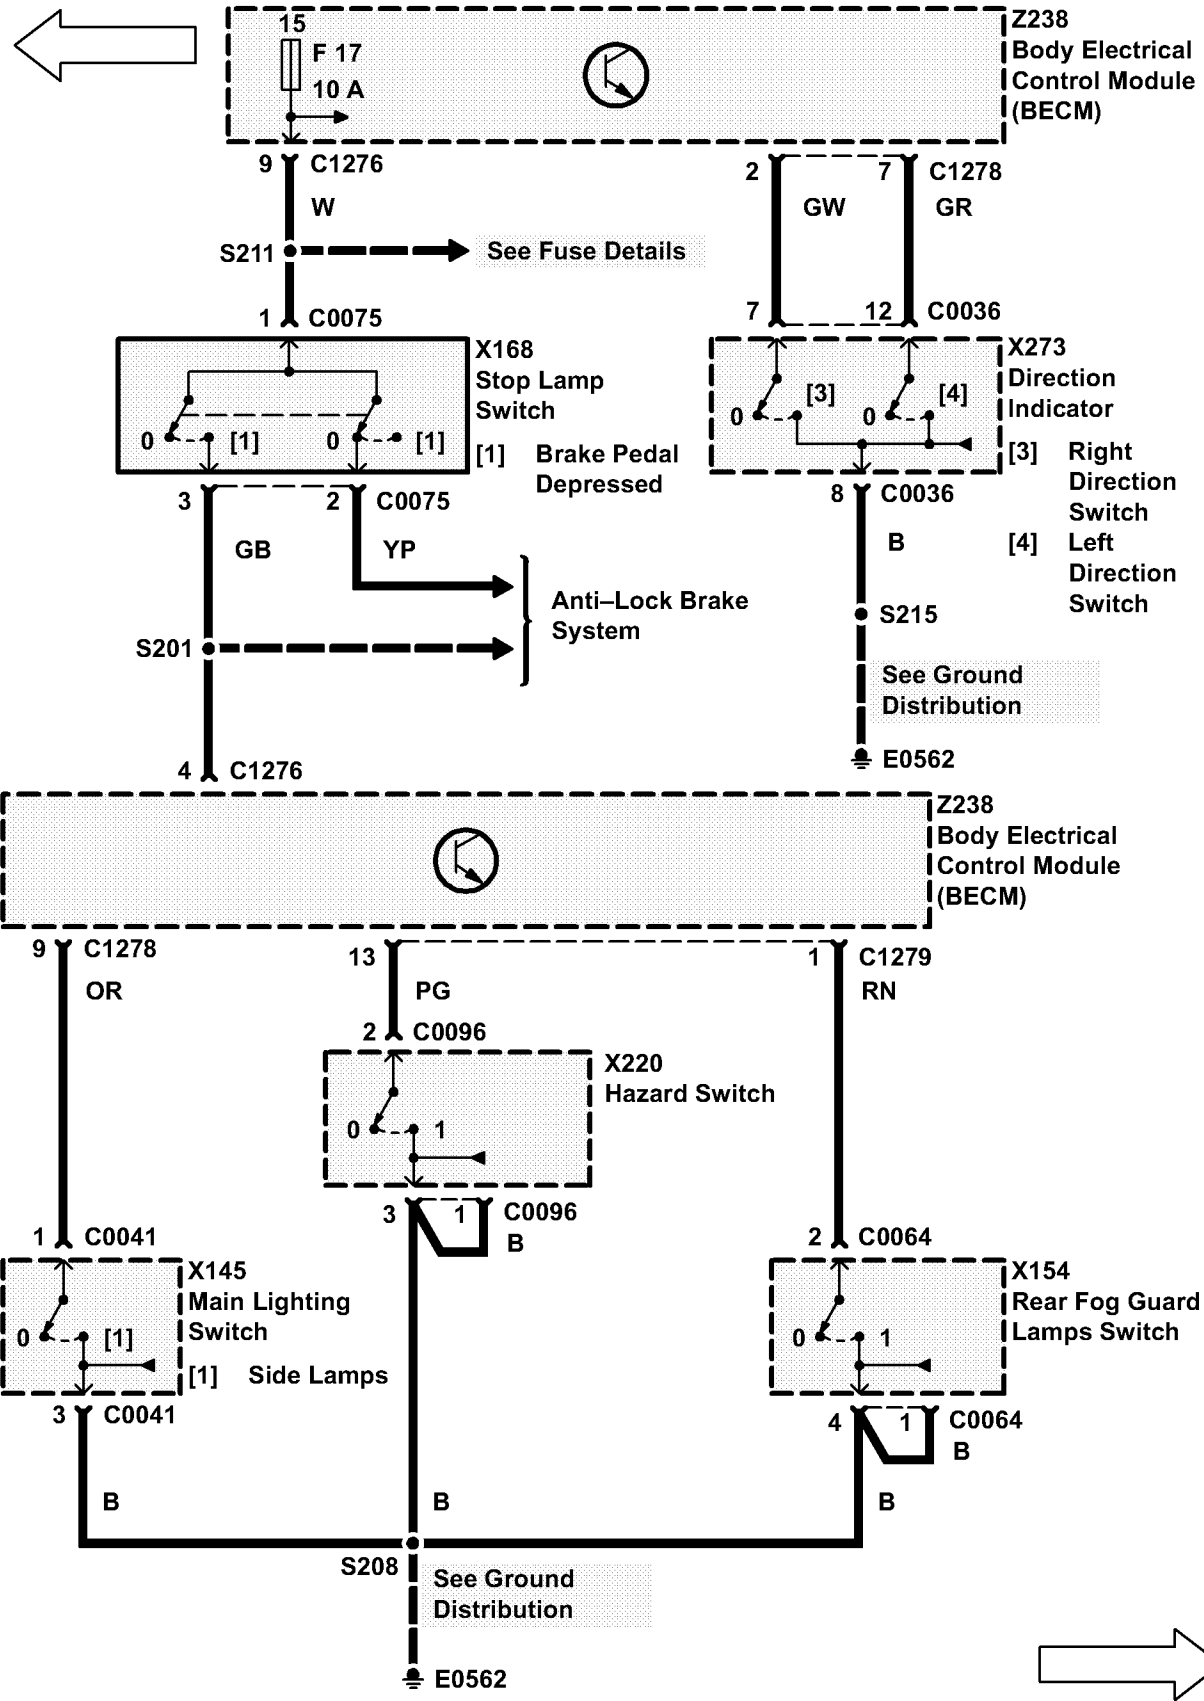 15
F 17
10 A
Z238
Body Electrical
Control Module
(BECM)
9 C1276
2 7 C1278
W
GW GR
S211
See Fuse Details
1 C0075
7 12 C0036
X168
Stop Lamp
Switch
0 [1] 0 [1]
[1] Brake Pedal
Depressed
X273
Direction
Indicator
0 [3] 0 [4]
[3] Right
Direction
Switch
[4] Left
Direction
Switch
3 2 C0075
8 C0036
GB YP
B
Anti–Lock Brake
System
S201
S215
See Ground
Distribution
E0562
4 C1276
Z238
Body Electrical
Control Module
(BECM)
9 C1278
13 1 C1279
OR PG RN
2 C0096
X220
Hazard Switch
0 1
3 1 C0096
B
1 C0041
2 C0064
X145
Main Lighting
Switch
0 [1]
[1] Side Lamps
X154
Rear Fog Guard
Lamps Switch
0 1
3 C0041
4 1 C0064
B
B B B
S208
See Ground
Distribution
E0562